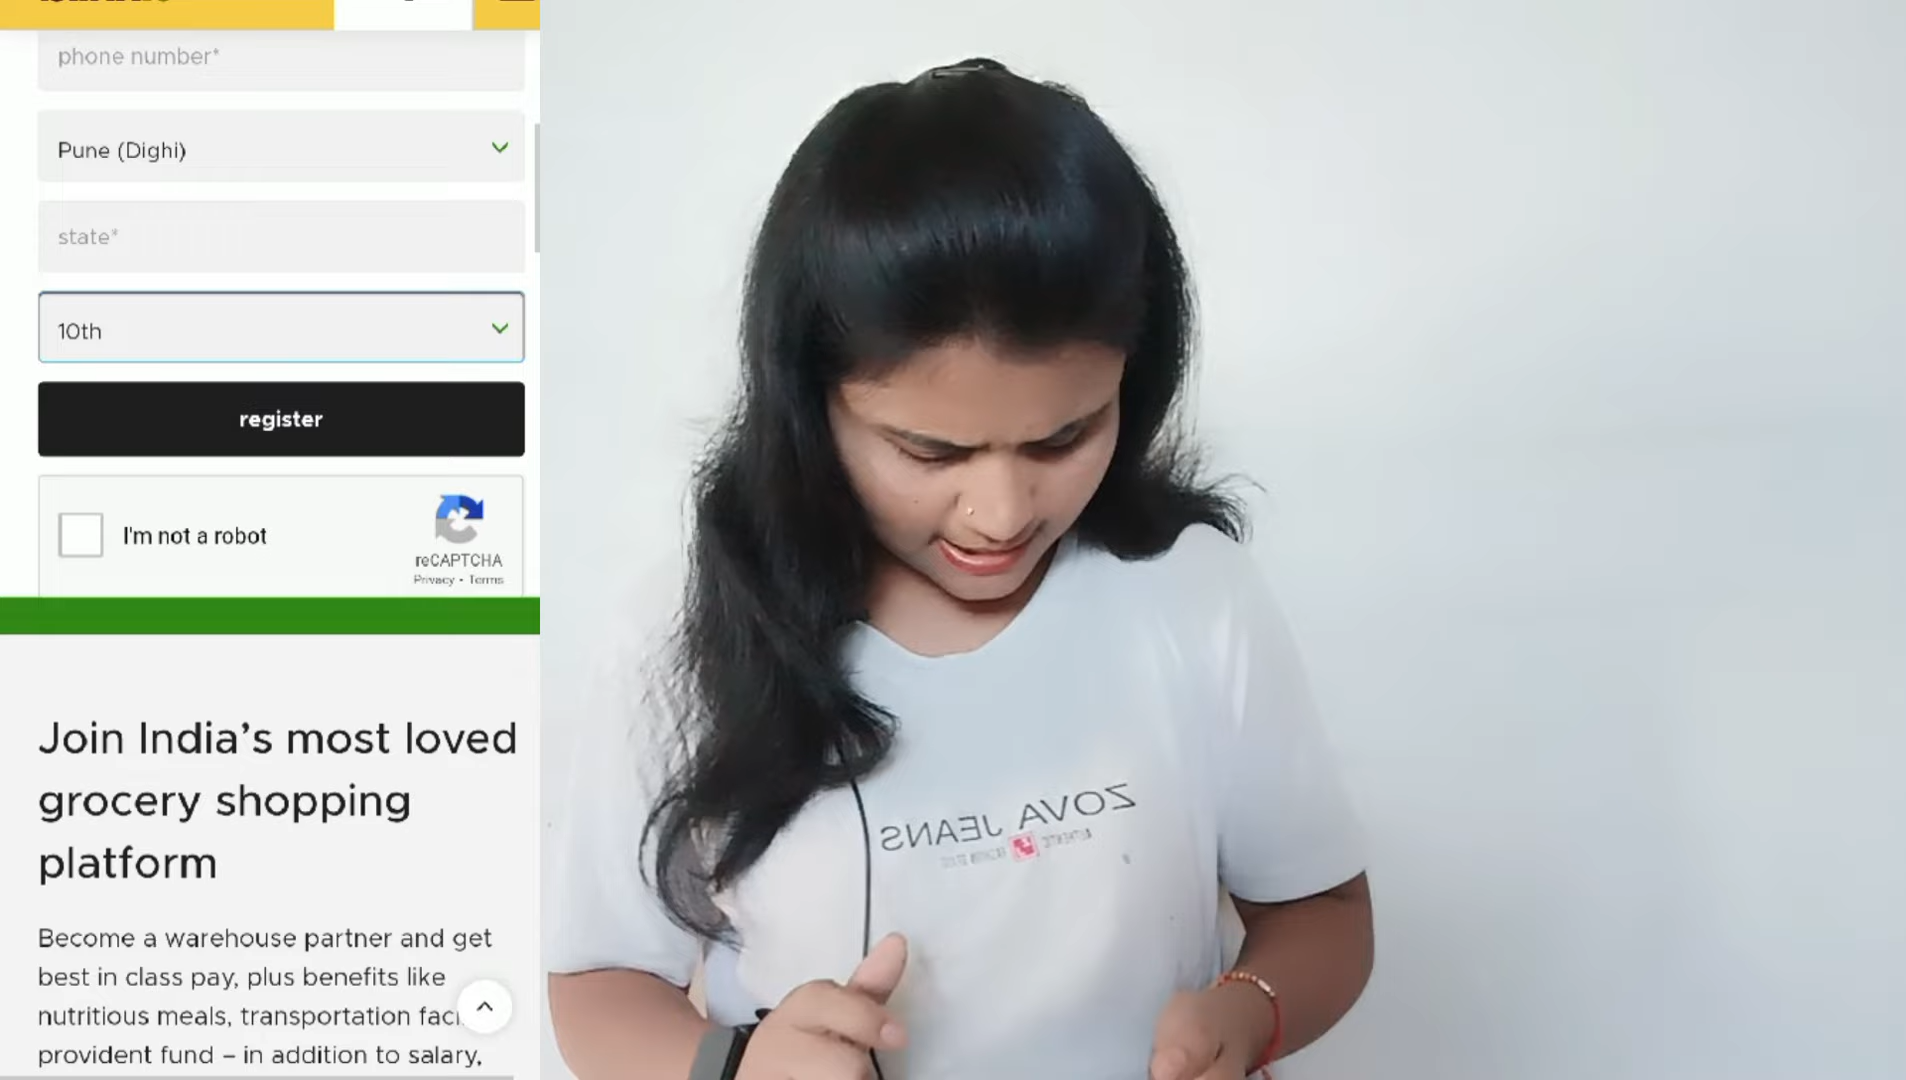 phone number*
Pune (Dighi)
state*
10th
register
I'm not a robot
reCAPTCHA
Privacy • Terms
Join India's most loved
grocery shopping
platform
Become a warehouse partner and get
best in class pay, plus benefits like
nutritious meals, transportation faci
provident fund – in addition to salary,
ZOVA JEANS